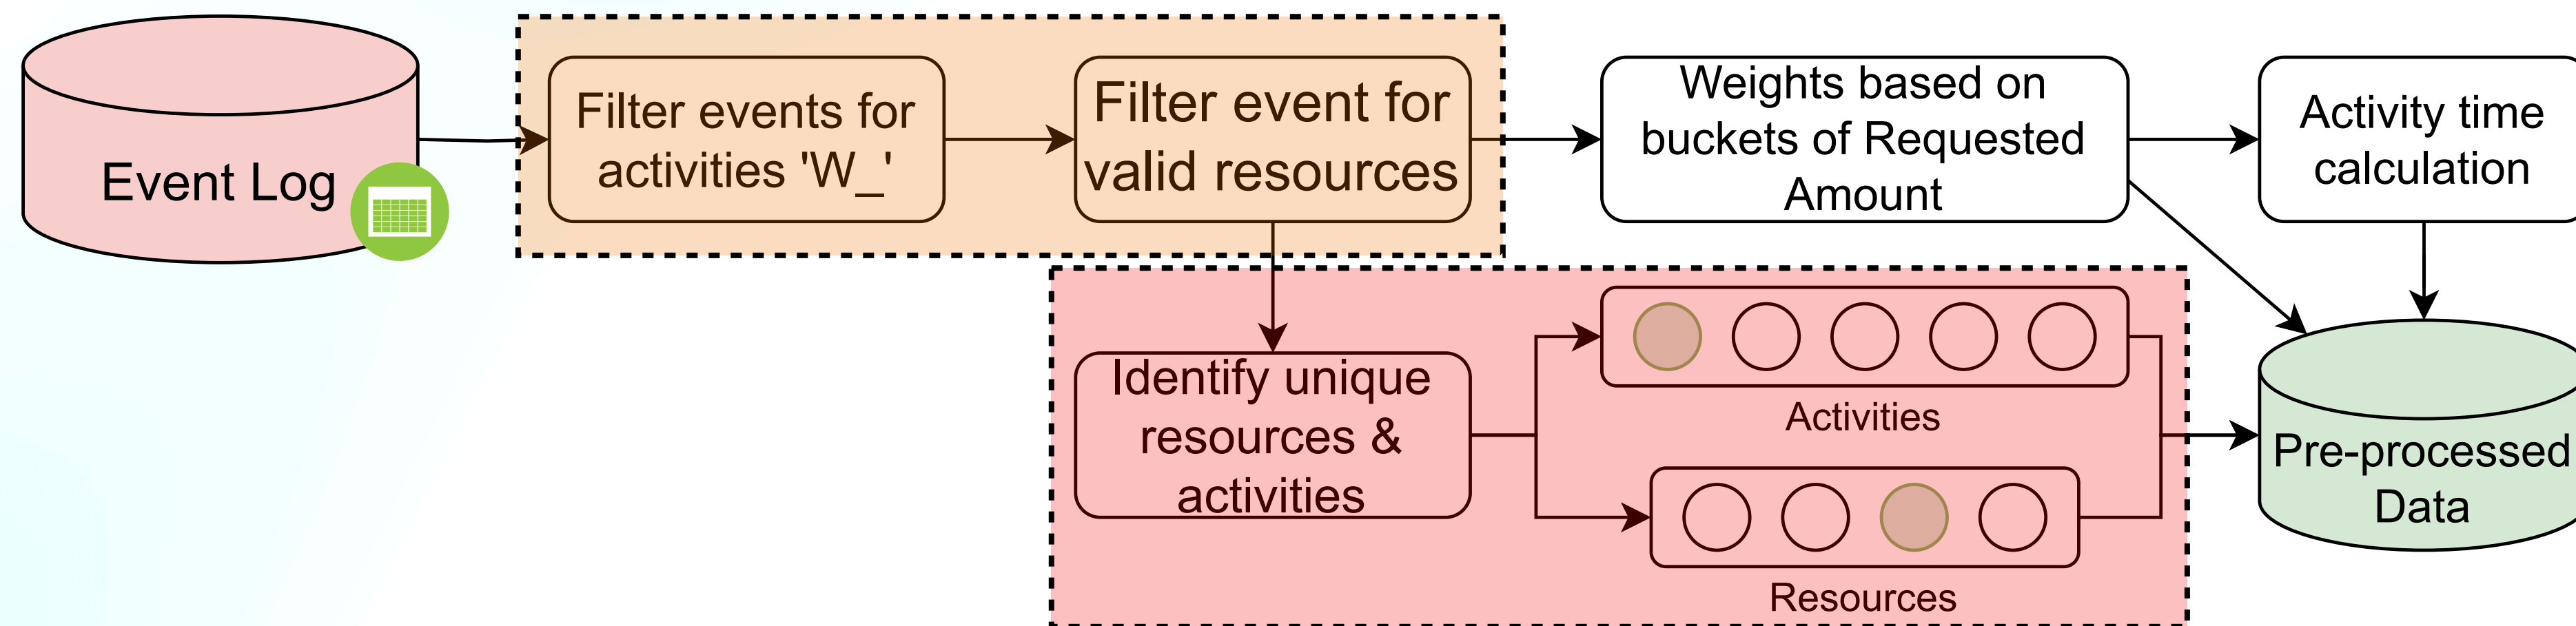 Event Log
Filter events for
activities 'W_'
Filter event for
valid resources
Weights based on
buckets of Requested
Amount
Activity time
calculation
Identify unique
resources &
activities
Activities
Resources
Pre-processed
Data